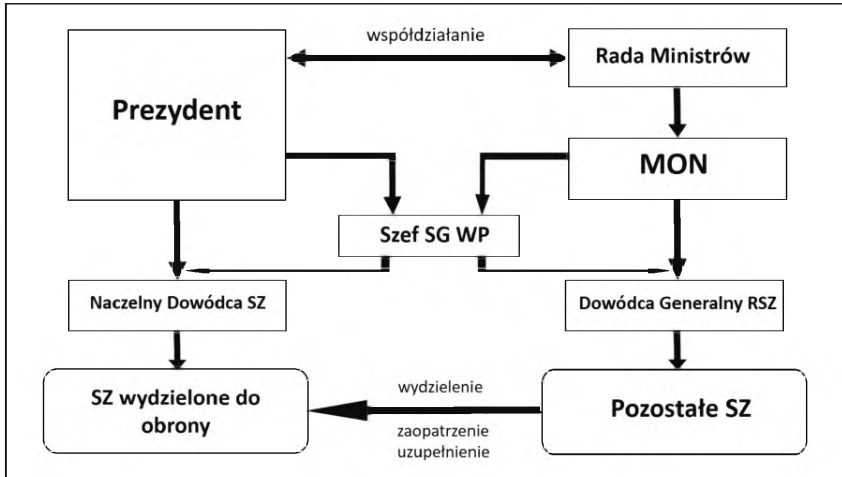 współdziałanie
Rada Ministrów
Prezydent
MON
Szef SG WP
Naczelny Dowódca SZ
Dowódca Generalny RSZ
SZ wydzielone do
obrony
wydzielenie
zaopatrzenie
uzupełnienie
Pozostałe SZ